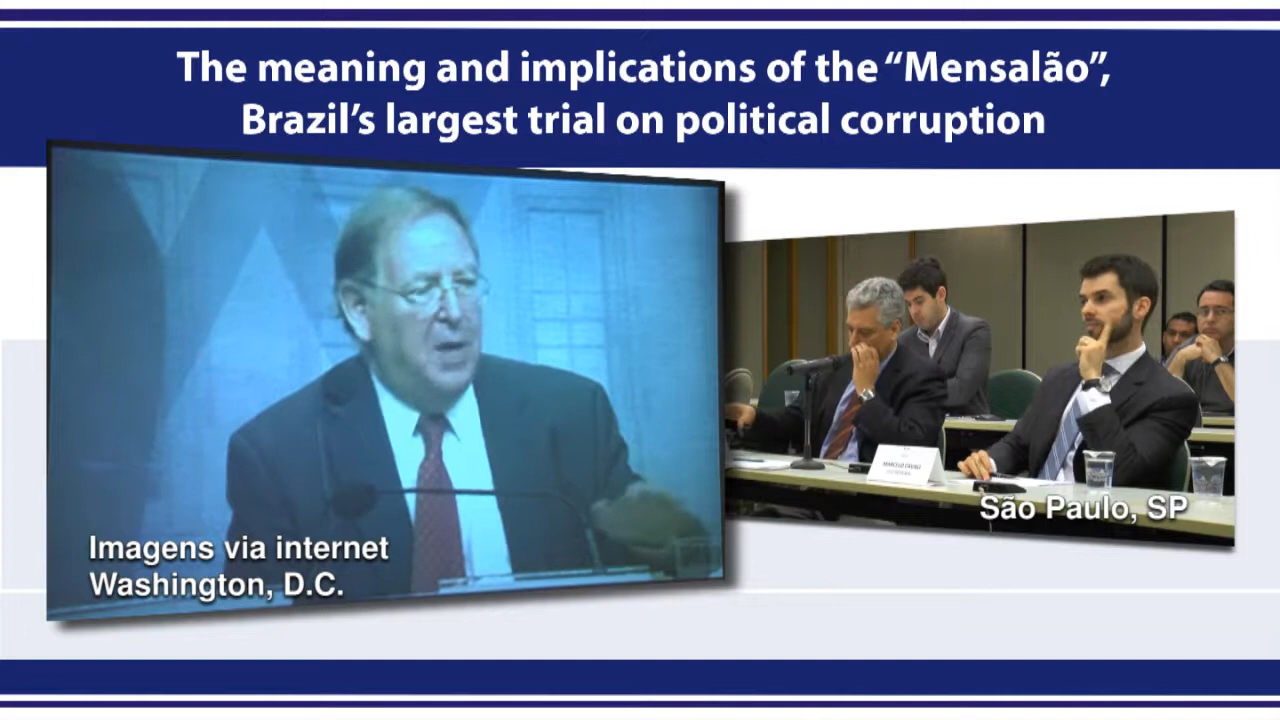 The meaning and implications of the “Mensalão”,
Brazil’s largest trial on political corruption
Imagens via internet
Washington, D.C.
MARCELO
São Paulo, SP